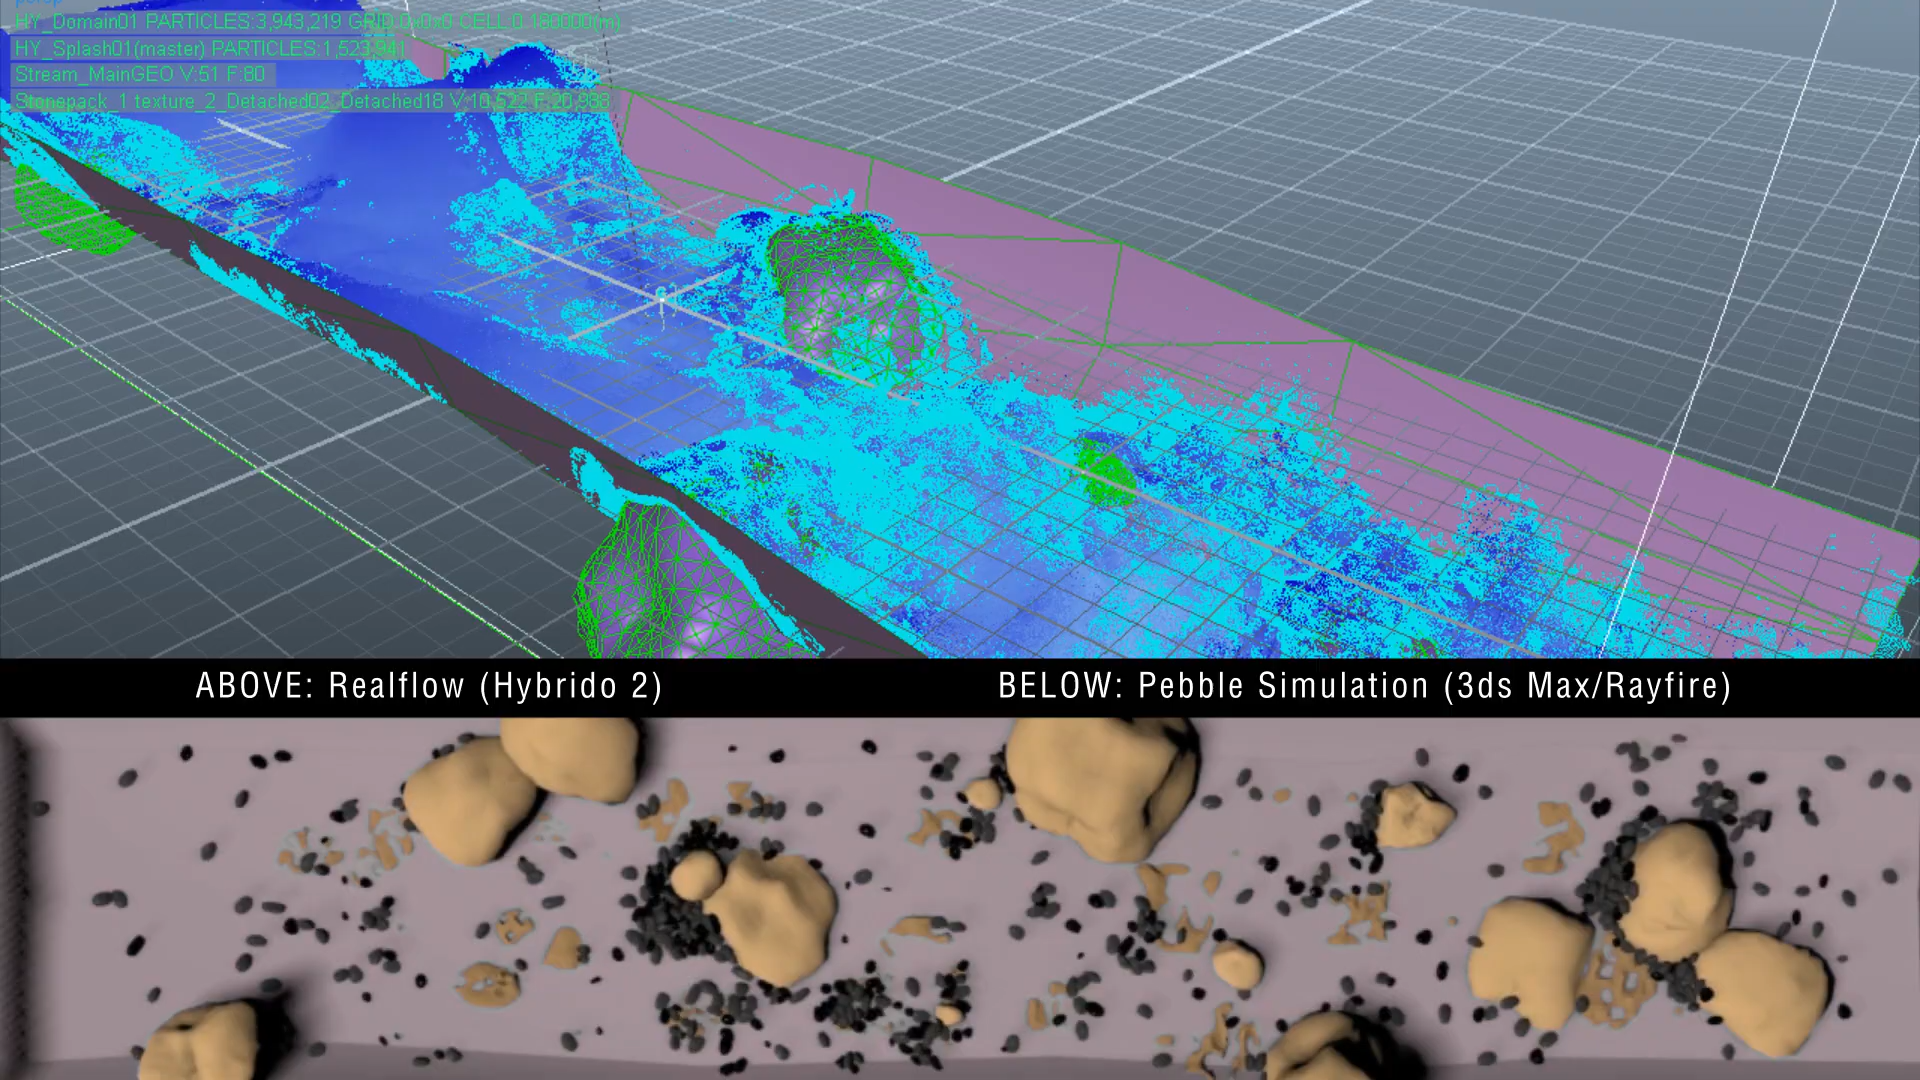 persp
HY_Domain01 PARTICLES:3,943,219 GRID:0x0x0 CELL:0.180000(m)
HY_Splash01(master) PARTICLES:1,523,941
Stream_MainGEO V:51 F:80
Stonepack_1 texture_2_Detached02_Detached18 V:10,522 F:20,988
ABOVE: Realflow (Hybrido 2)
BELOW: Pebble Simulation (3ds Max/Rayfire)